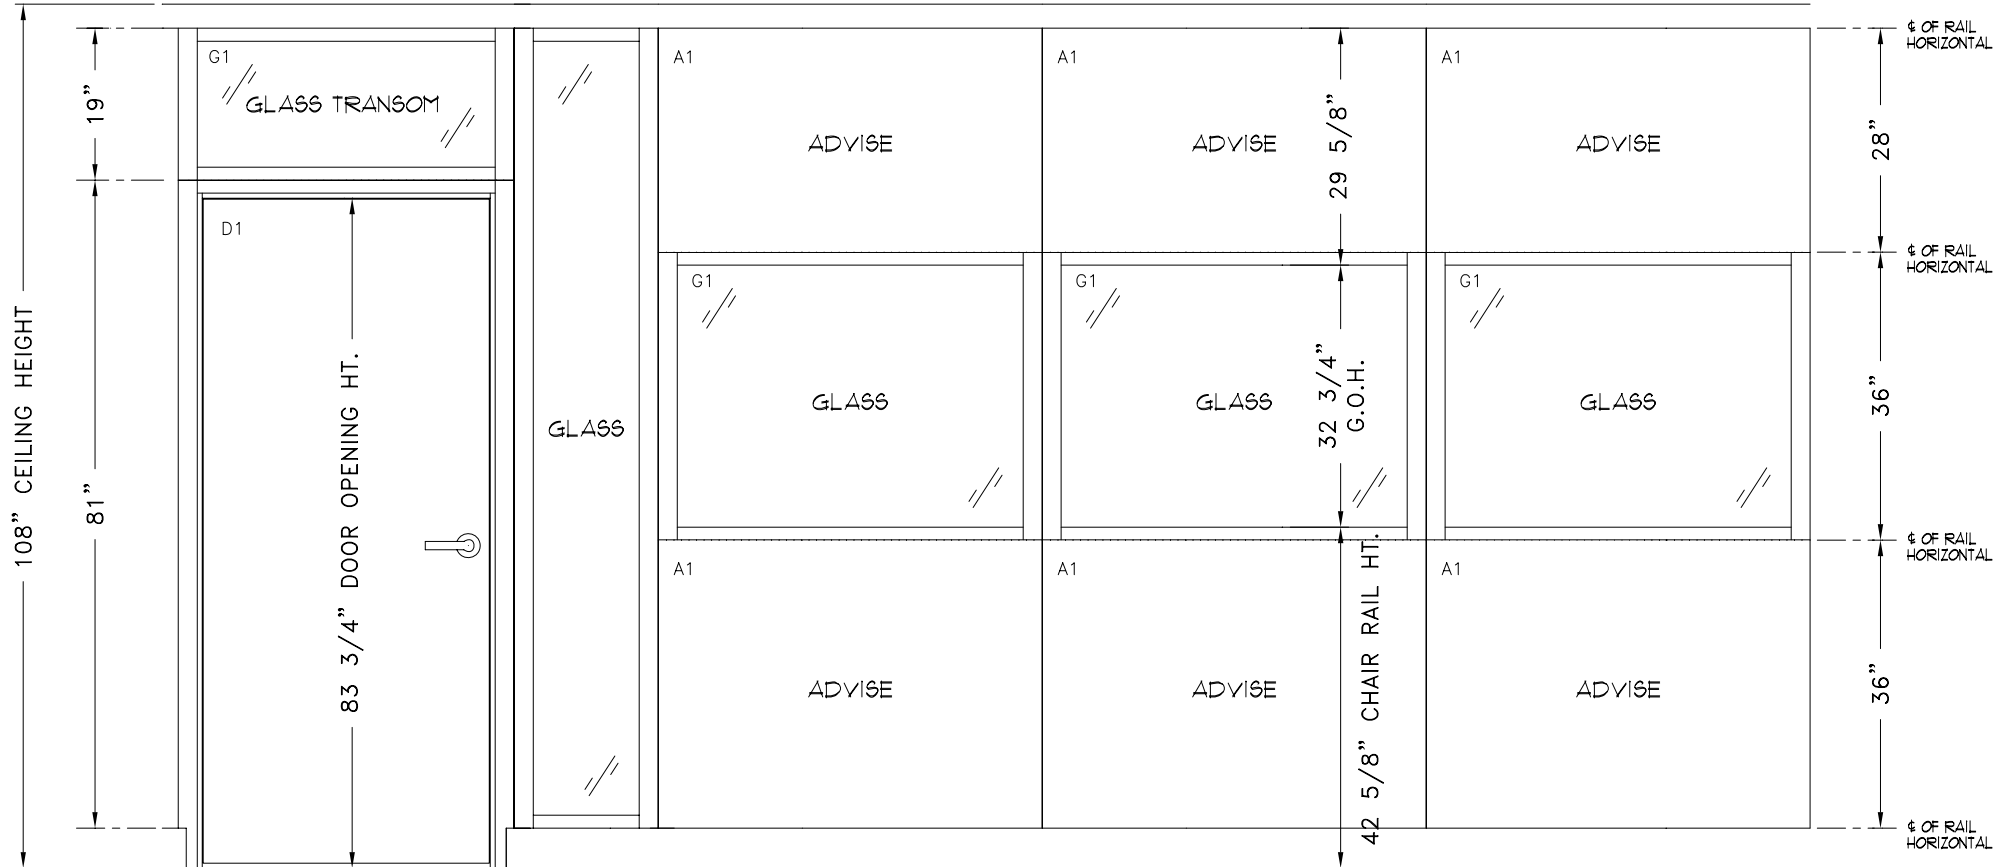 108” CEILING HEIGHT
19”
81”
G1
GLASS TRANSOM
D1
83 3/4” DOOR OPENING HT.
GLASS
A1
ADVISE
A1
ADVISE
29 5/8”
A1
ADVISE
G1
GLASS
G1
GLASS
32 3/4”
G.O.H.
G1
GLASS
A1
ADVISE
A1
ADVISE
42 5/8” CHAIR RAIL HT.
A1
ADVISE
28”
36”
36”
℄ OF RAIL
HORIZONTAL
℄ OF RAIL
HORIZONTAL
℄ OF RAIL
HORIZONTAL
℄ OF RAIL
HORIZONTAL